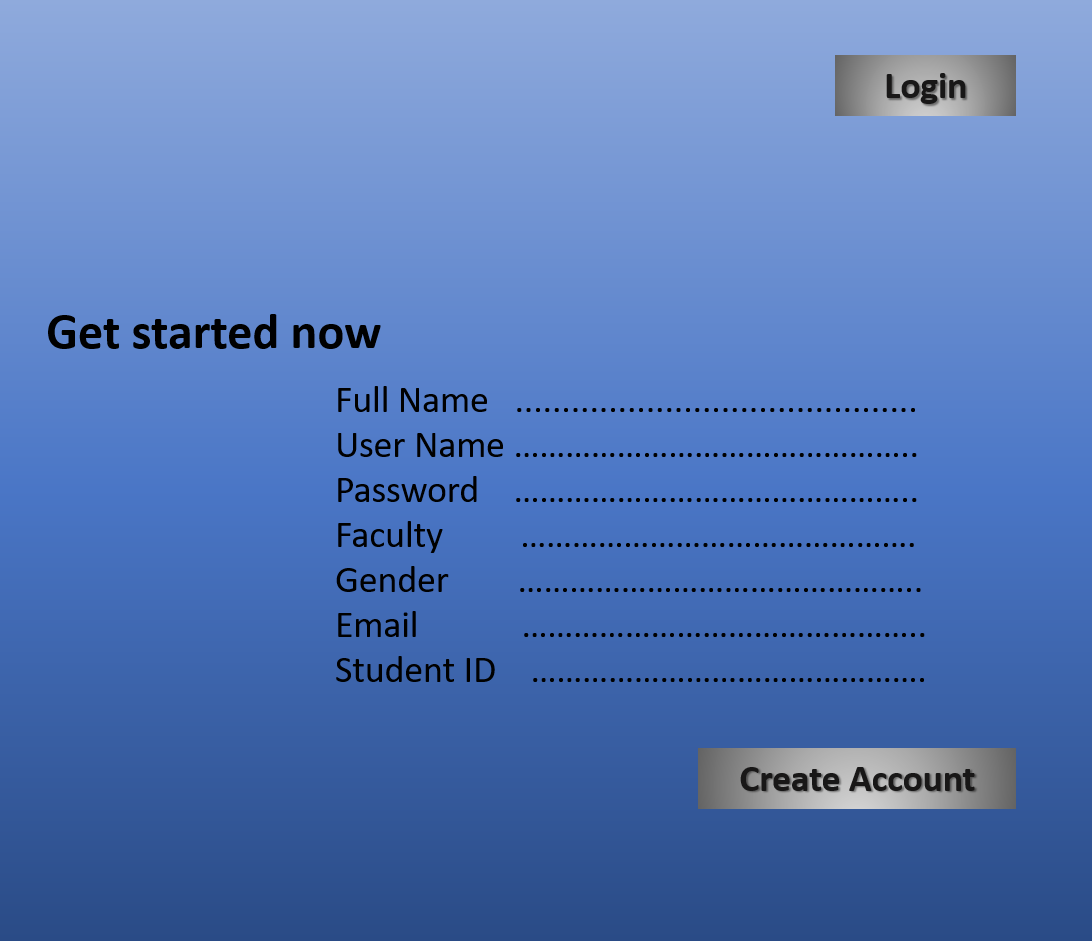 Login
Get started now
Full Name ............................................
User Name ............................................
Password ............................................
Faculty ...........................................
Gender ............................................
Email ............................................
Student ID ...........................................
Create Account